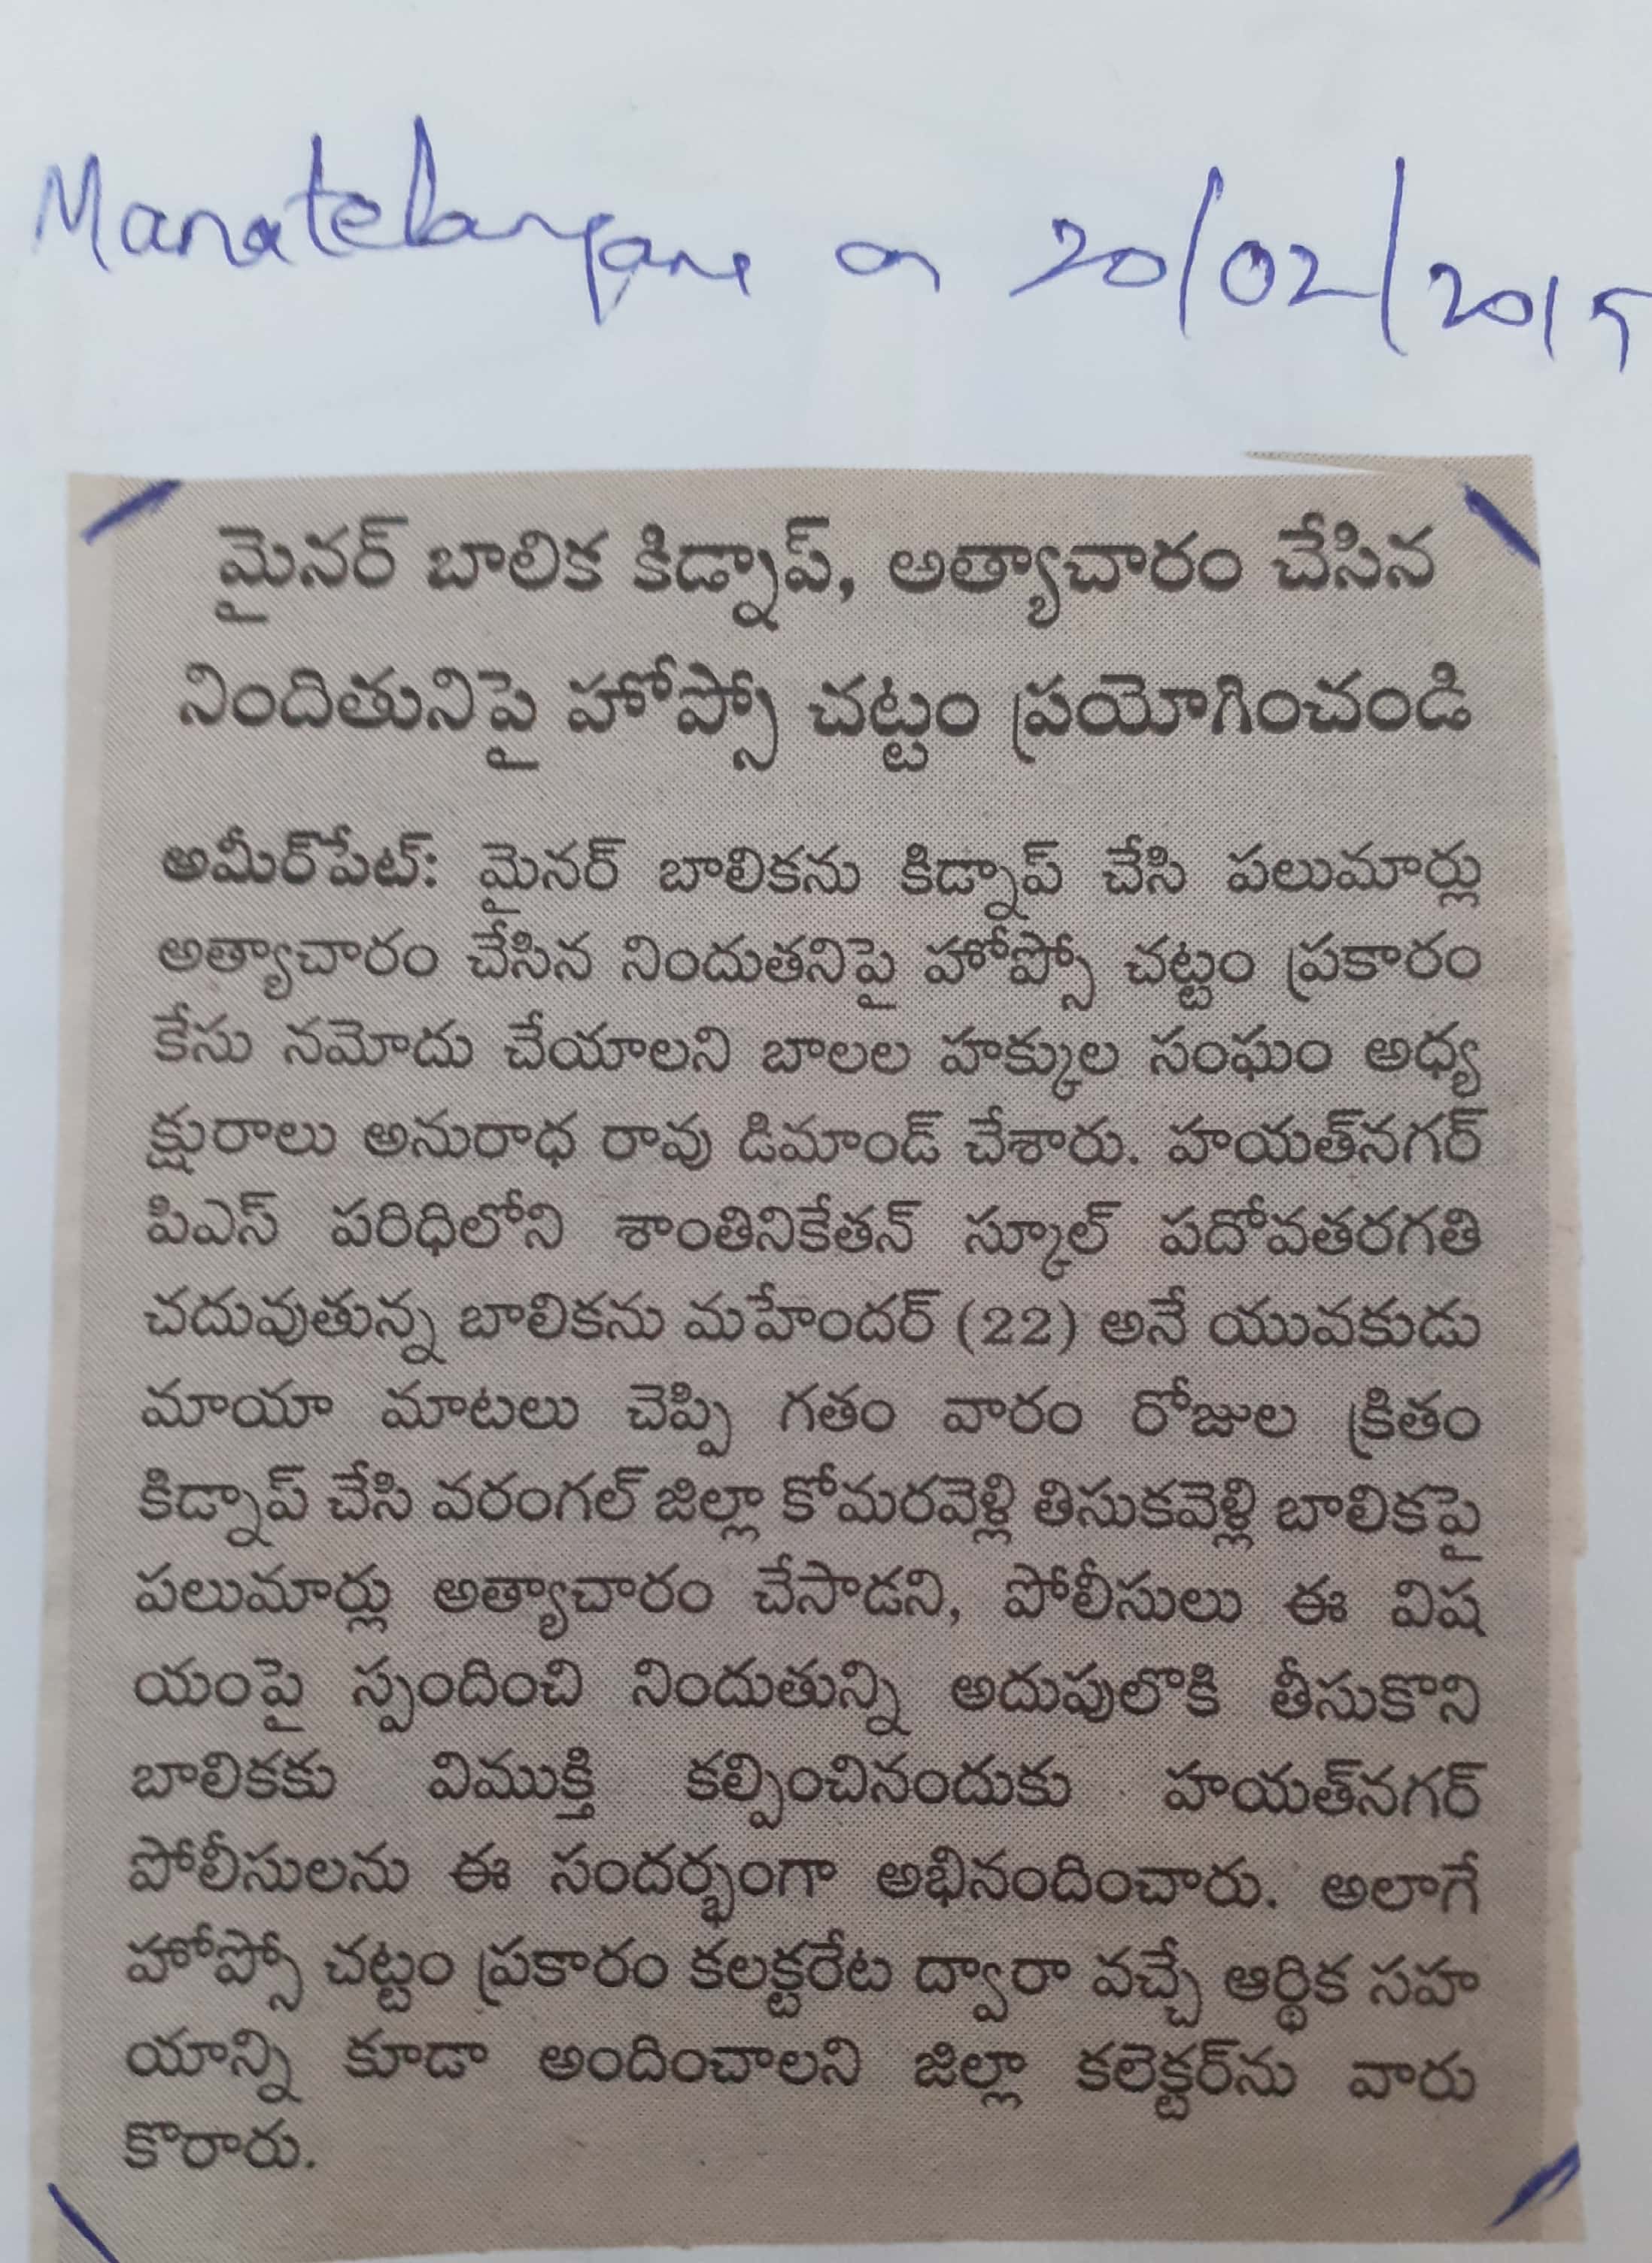 Manatelangana on 20/02/2015
మైనర్ బాలిక కిడ్నాప్, అత్యాచారం చేసిన
నిందితునిపై హోప్సో చట్టం ప్రయోగించండి
అమీర్‌పేట్: మైనర్ బాలికను కిడ్నాప్ చేసి పలుమార్లు
అత్యాచారం చేసిన నిందుతనిపై హోప్సో చట్టం ప్రకారం
కేసు నమోదు చేయాలని బాలల హక్కుల సంఘం అధ్య
క్షురాలు అనురాధ రావు డిమాండ్ చేశారు. హయత్‌నగర్
పిఎస్ పరిధిలోని శాంతినికేతన్ స్కూల్ పదోవతరగతి
చదువుతున్న బాలికను మహేందర్ (22) అనే యువకుడు
మాయా మాటలు చెప్పి గతం వారం రోజుల క్రితం
కిడ్నాప్ చేసి వరంగల్ జిల్లా కోమరవెళ్లి తిసుకవెళ్లి బాలికపై
పలుమార్లు అత్యాచారం చేసాడని, పోలీసులు ఈ విష
యంపై స్పందించి నిందుతున్ని అదుపులొకి తీసుకొని
బాలికకు విముక్తి కల్పించినందుకు హయత్‌నగర్
పోలీసులను ఈ సందర్భంగా అభినందించారు. అలాగే
హోప్సో చట్టం ప్రకారం కలక్టరేట ద్వారా వచ్చే ఆర్థిక సహ
యాన్ని కూడా అందించాలని జిల్లా కలెక్టర్‌ను వారు
కొరారు.